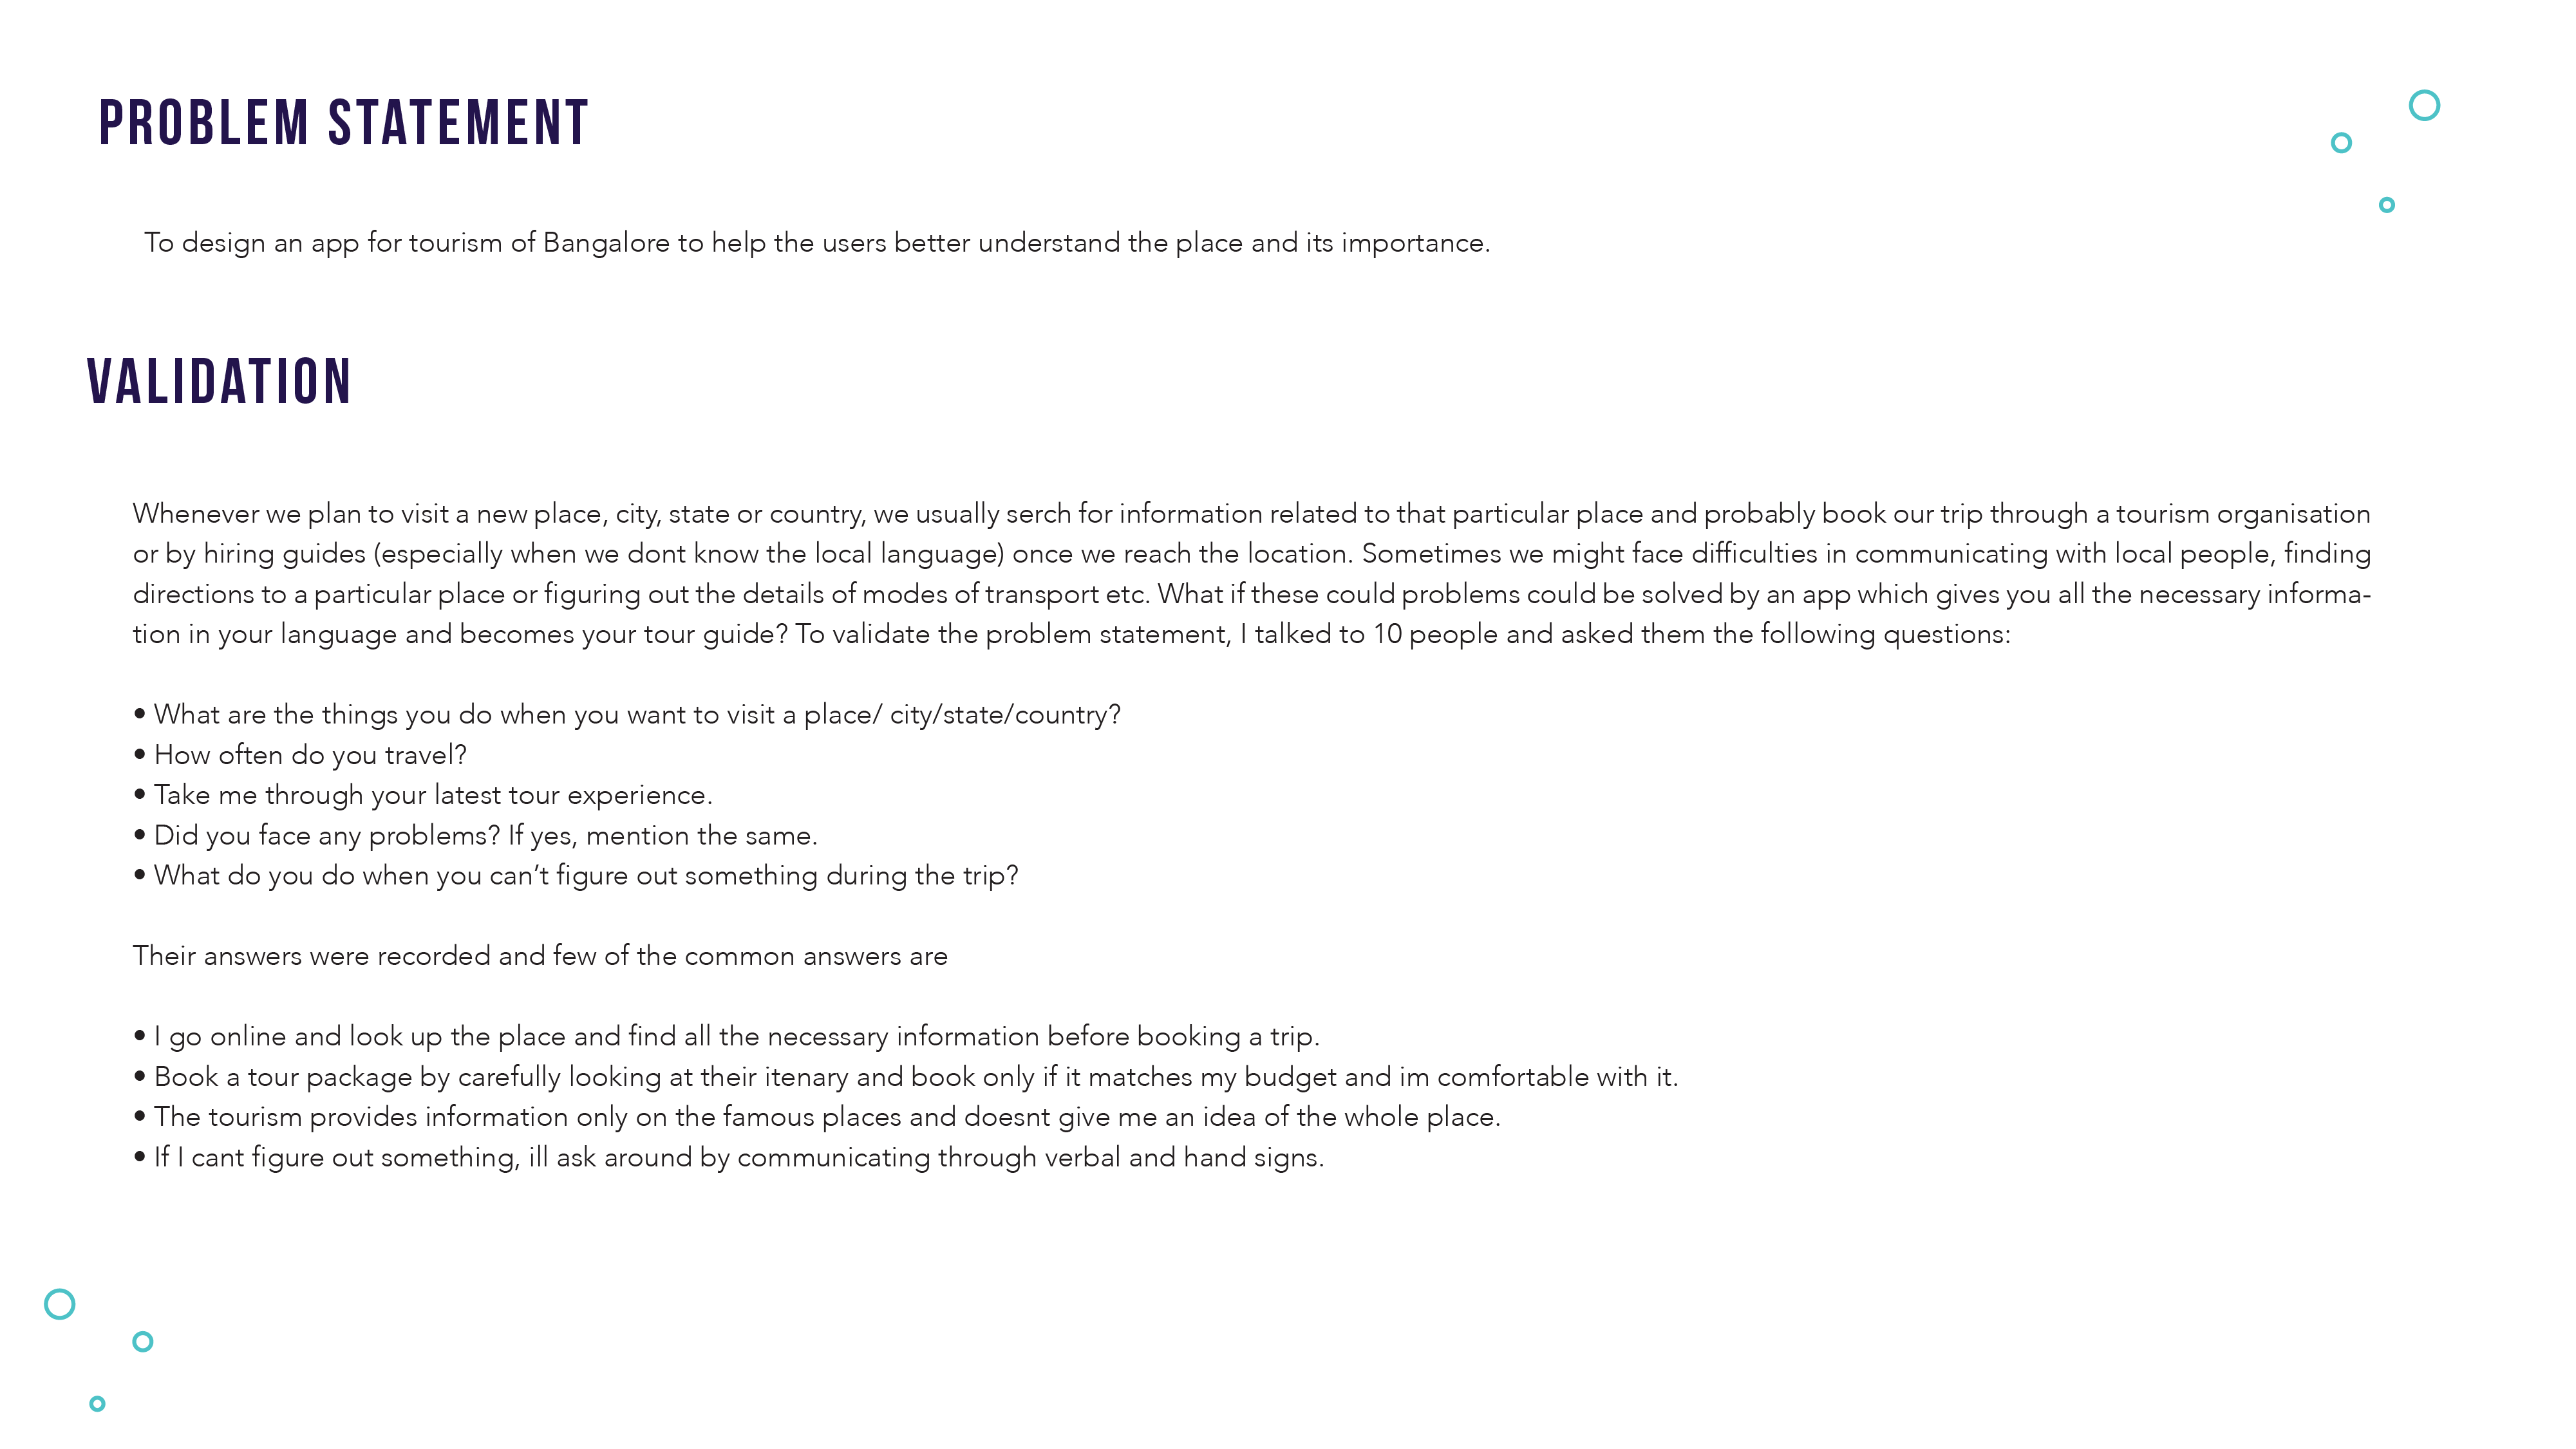 PROBLEM STATEMENT
To design an app for tourism of Bangalore to help the users better understand the place and its importance.
VALIDATION
Whenever we plan to visit a new place, city, state or country, we usually serch for information related to that particular place and probably book our trip through a tourism organisation
or by hiring guides (especially when we dont know the local language) once we reach the location. Sometimes we might face difficulties in communicating with local people, finding
directions to a particular place or figuring out the details of modes of transport etc. What if these could problems could be solved by an app which gives you all the necessary informa-
tion in your language and becomes your tour guide? To validate the problem statement, I talked to 10 people and asked them the following questions:
• What are the things you do when you want to visit a place/ city/state/country?
• How often do you travel?
• Take me through your latest tour experience.
• Did you face any problems? If yes, mention the same.
• What do you do when you can’t figure out something during the trip?
Their answers were recorded and few of the common answers are
• I go online and look up the place and find all the necessary information before booking a trip.
• Book a tour package by carefully looking at their itenary and book only if it matches my budget and im comfortable with it.
• The tourism provides information only on the famous places and doesnt give me an idea of the whole place.
• If I cant figure out something, ill ask around by communicating through verbal and hand signs.